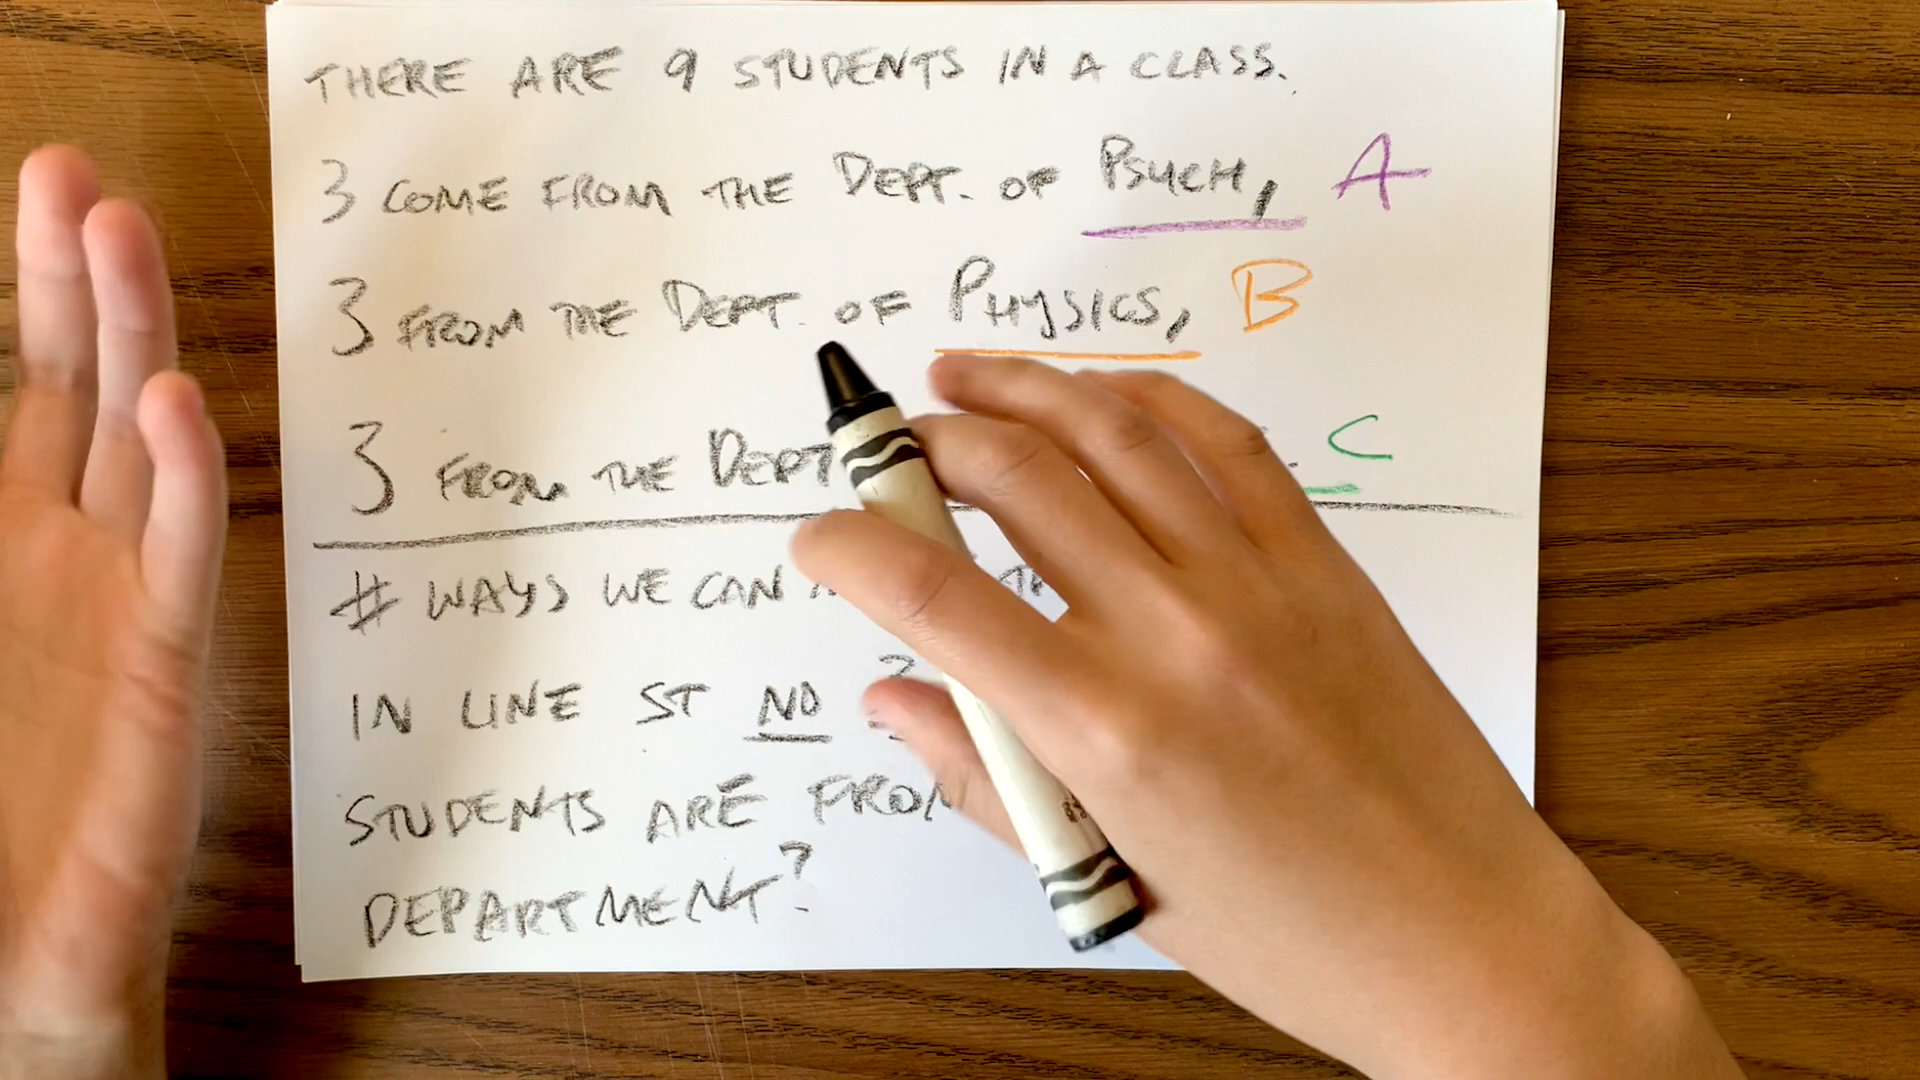 THERE ARE 9 STUDENTS IN A CLASS.
3 COME FROM THE DEPT. OF PSYCH, A
3 FROM THE DEPT. OF PHYSICS, B
3 FROM THE DEPT C
# WAYS WE CAN
IN LINE ST NO
STUDENTS ARE FROM
DEPARTMENT?